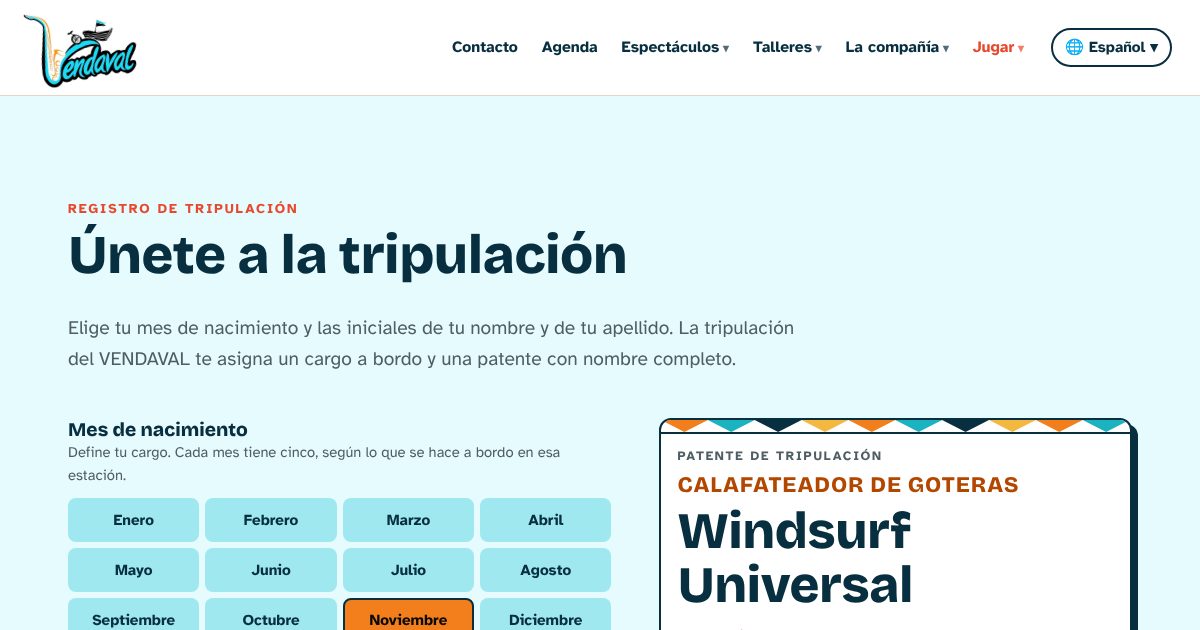 Vendaval
Contacto
Agenda
Espectáculos ▾
Talleres ▾
La compañía ▾
Jugar ▾
🌐 Español ▾
REGISTRO DE TRIPULACIÓN
Únete a la tripulación
Elige tu mes de nacimiento y las iniciales de tu nombre y de tu apellido. La tripulación
del VENDAVAL te asigna un cargo a bordo y una patente con nombre completo.
Mes de nacimiento
Define tu cargo. Cada mes tiene cinco, según lo que se hace a bordo en esa
estación.
Enero
Febrero
Marzo
Abril
Mayo
Junio
Julio
Agosto
Septiembre
Octubre
Noviembre
Diciembre
PATENTE DE TRIPULACIÓN
CALAFATEADOR DE GOTERAS
Windsurf
Universal